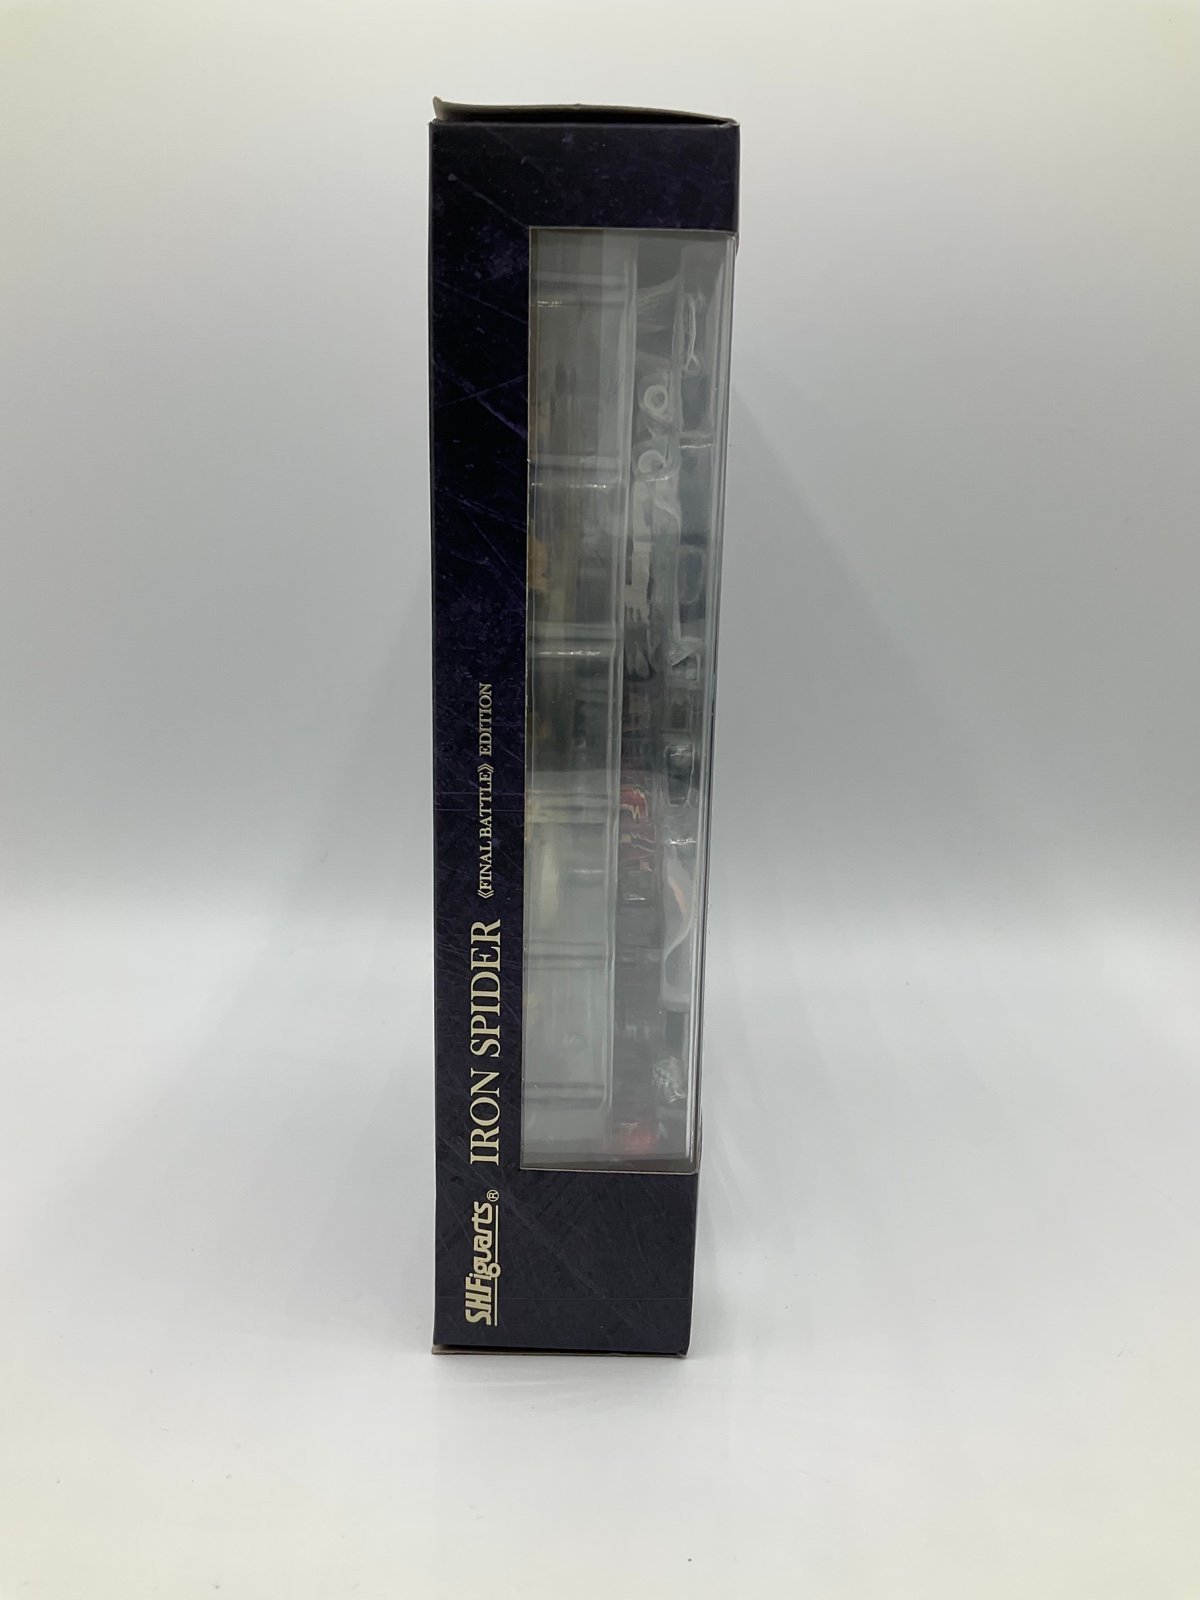 S.H.Figuarts® IRON SPIDER 《FINAL BATTLE》 EDITION